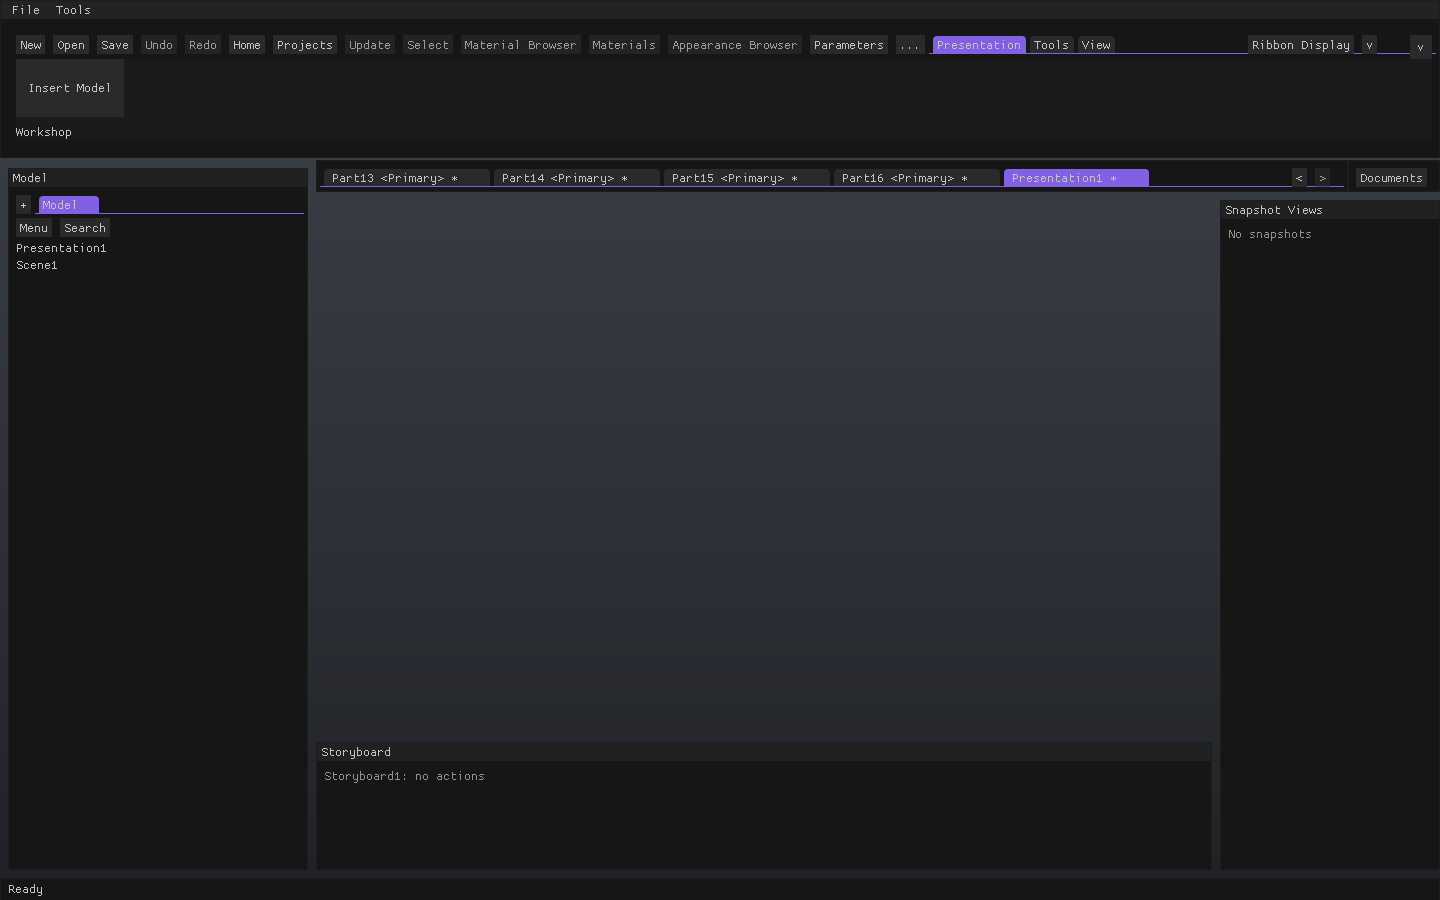 File Tools
New Open Save Undo Redo Home Projects Update Select Material Browser Materials Appearance Browser Parameters ... Presentation Tools View Ribbon Display v v
Insert Model
Workshop
Model
Part13 <Primary> * Part14 <Primary> * Part15 <Primary> * Part16 <Primary> * Presentation1 * < > Documents
+ Model
Menu Search
Presentation1
Scene1
Snapshot Views
No snapshots
Storyboard
Storyboard1: no actions
Ready